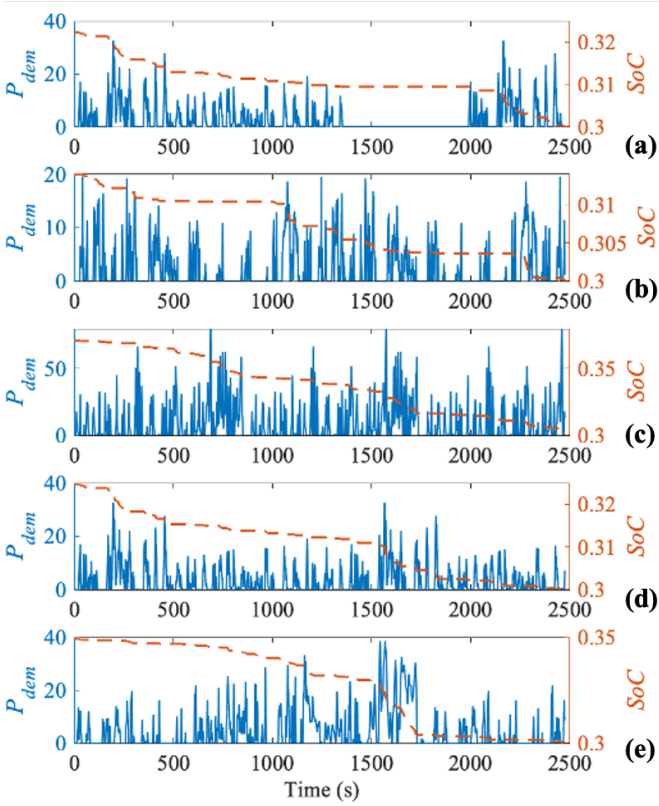 40 20 0 P_dem 0.32 0.31 0.3 SoC
0 500 1000 1500 2000 2500 (a)
20 10 0 P_dem 0.31 0.305 0.3 SoC
0 500 1000 1500 2000 2500 (b)
50 0 P_dem 0.35 0.3 SoC
0 500 1000 1500 2000 2500 (c)
40 20 0 P_dem 0.32 0.31 0.3 SoC
0 500 1000 1500 2000 2500 (d)
40 20 0 P_dem 0.35 0.3 SoC
0 500 1000 1500 2000 2500 (e)
Time (s)